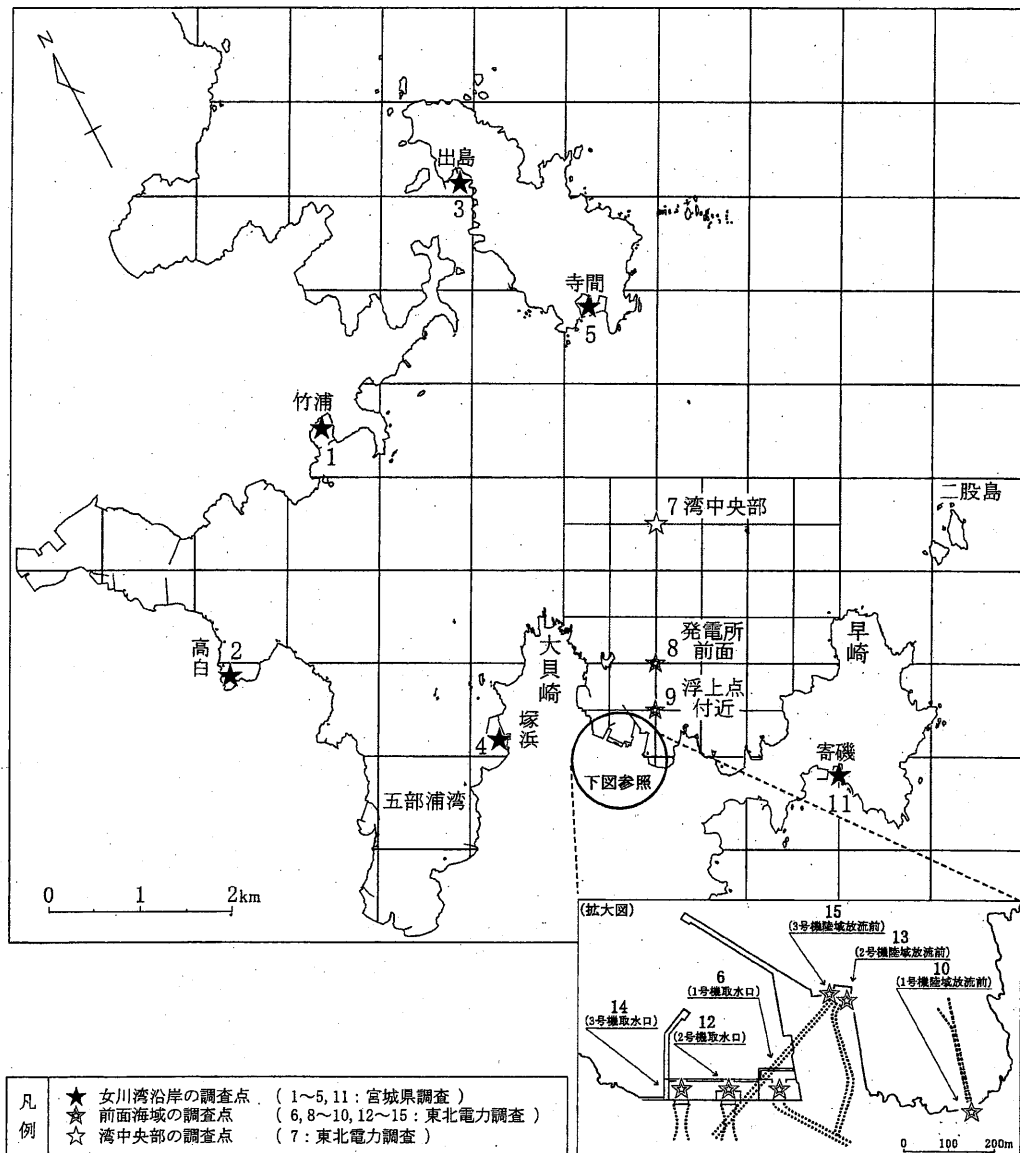 N
出島
3
寺間
5
竹浦
1
二股島
7 湾中央部
早崎
大貝崎
発電所
前面
8
高白
2
9 浮上点
付近
塚浜
4
寄磯
11
下図参照
五部浦湾
0 1 2km
(拡大図)
15
(3号機陸域放流前)
13
(2号機陸域放流前)
10
(1号機陸域放流前)
6
(1号機取水口)
14
(3号機取水口)
12
(2号機取水口)
0 100 200m
凡例
★ 女川湾沿岸の調査点 ( 1~5, 11 : 宮城県調査 )
前面海域の調査点 ( 6, 8~10, 12~15 : 東北電力調査 )
☆ 湾中央部の調査点 ( 7 : 東北電力調査 )